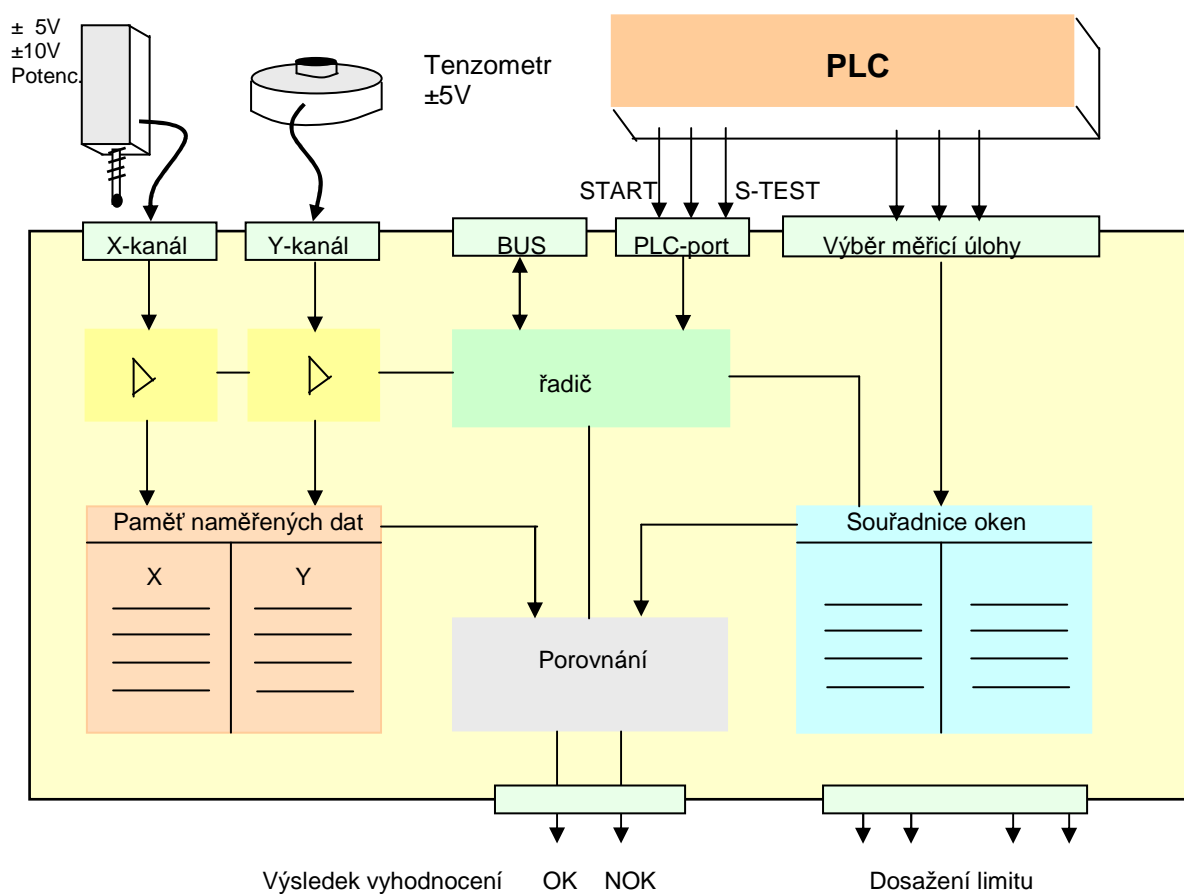 ± 5V
±10V
Potenc.
Tenzometr
±5V
PLC
START
S-TEST
X-kanál
Y-kanál
BUS
PLC-port
Výběr měřicí úlohy
řadič
Paměť naměřených dat
X
Y
Souřadnice oken
Porovnání
Výsledek vyhodnocení
OK
NOK
Dosažení limitu